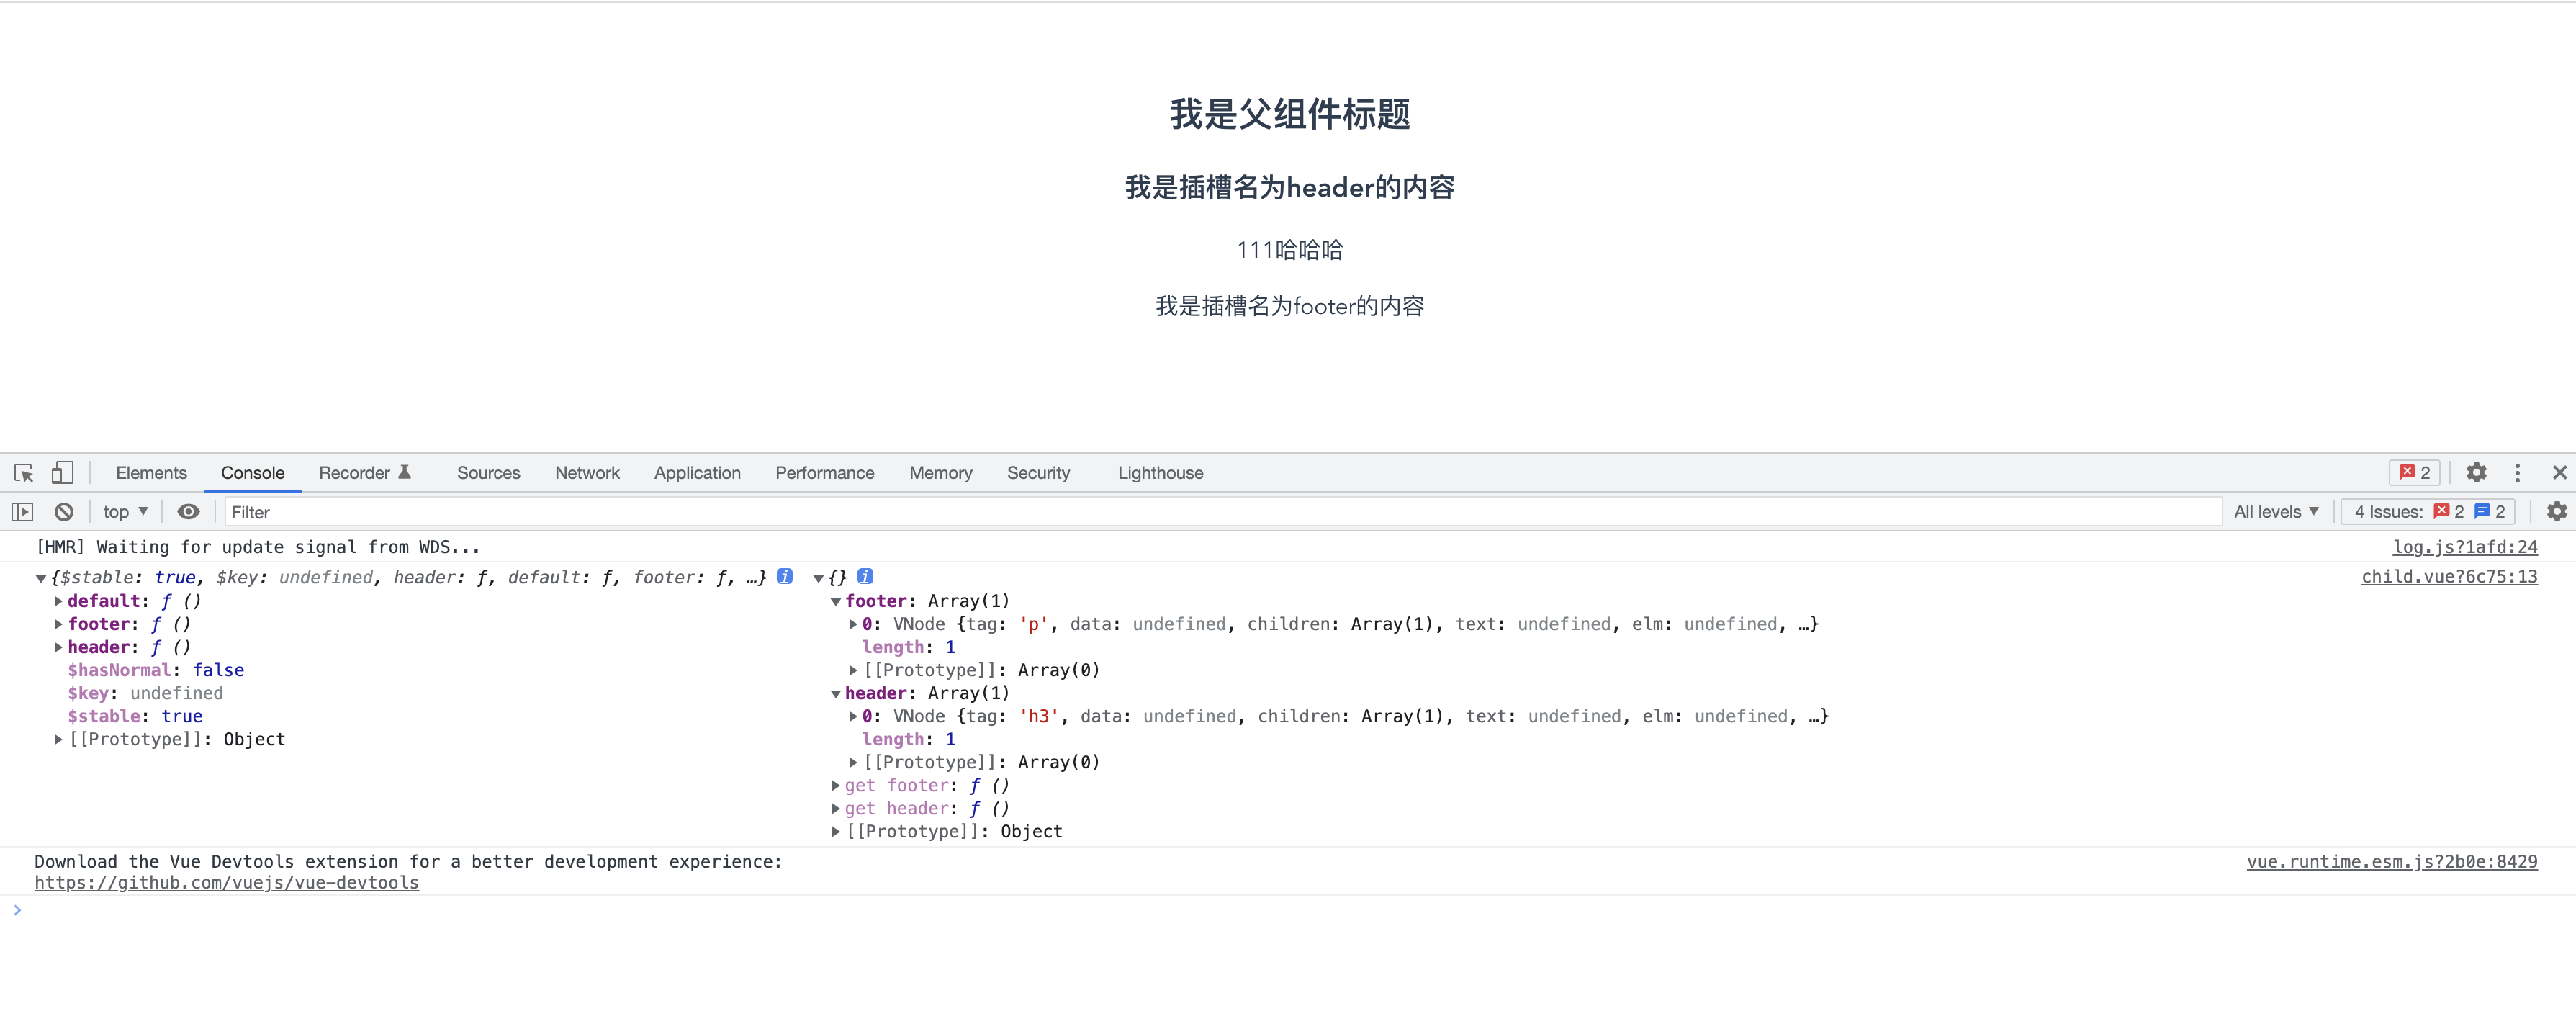 我是父组件标题
我是插槽名为header的内容
111哈哈哈
我是插槽名为footer的内容
Elements Console Recorder Sources Network Application Performance Memory Security Lighthouse 2
top Filter All levels 4 Issues: 2 2
[HMR] Waiting for update signal from WDS... log.js?1afd:24
{$stable: true, $key: undefined, header: ƒ, default: ƒ, footer: ƒ, …} {} child.vue?6c75:13
default: ƒ ()
footer: ƒ ()
header: ƒ ()
$hasNormal: false
$key: undefined
$stable: true
[[Prototype]]: Object
footer: Array(1)
0: VNode {tag: 'p', data: undefined, children: Array(1), text: undefined, elm: undefined, …}
length: 1
[[Prototype]]: Array(0)
header: Array(1)
0: VNode {tag: 'h3', data: undefined, children: Array(1), text: undefined, elm: undefined, …}
length: 1
[[Prototype]]: Array(0)
get footer: ƒ ()
get header: ƒ ()
[[Prototype]]: Object
Download the Vue Devtools extension for a better development experience: vue.runtime.esm.js?2b0e:8429
https://github.com/vuejs/vue-devtools